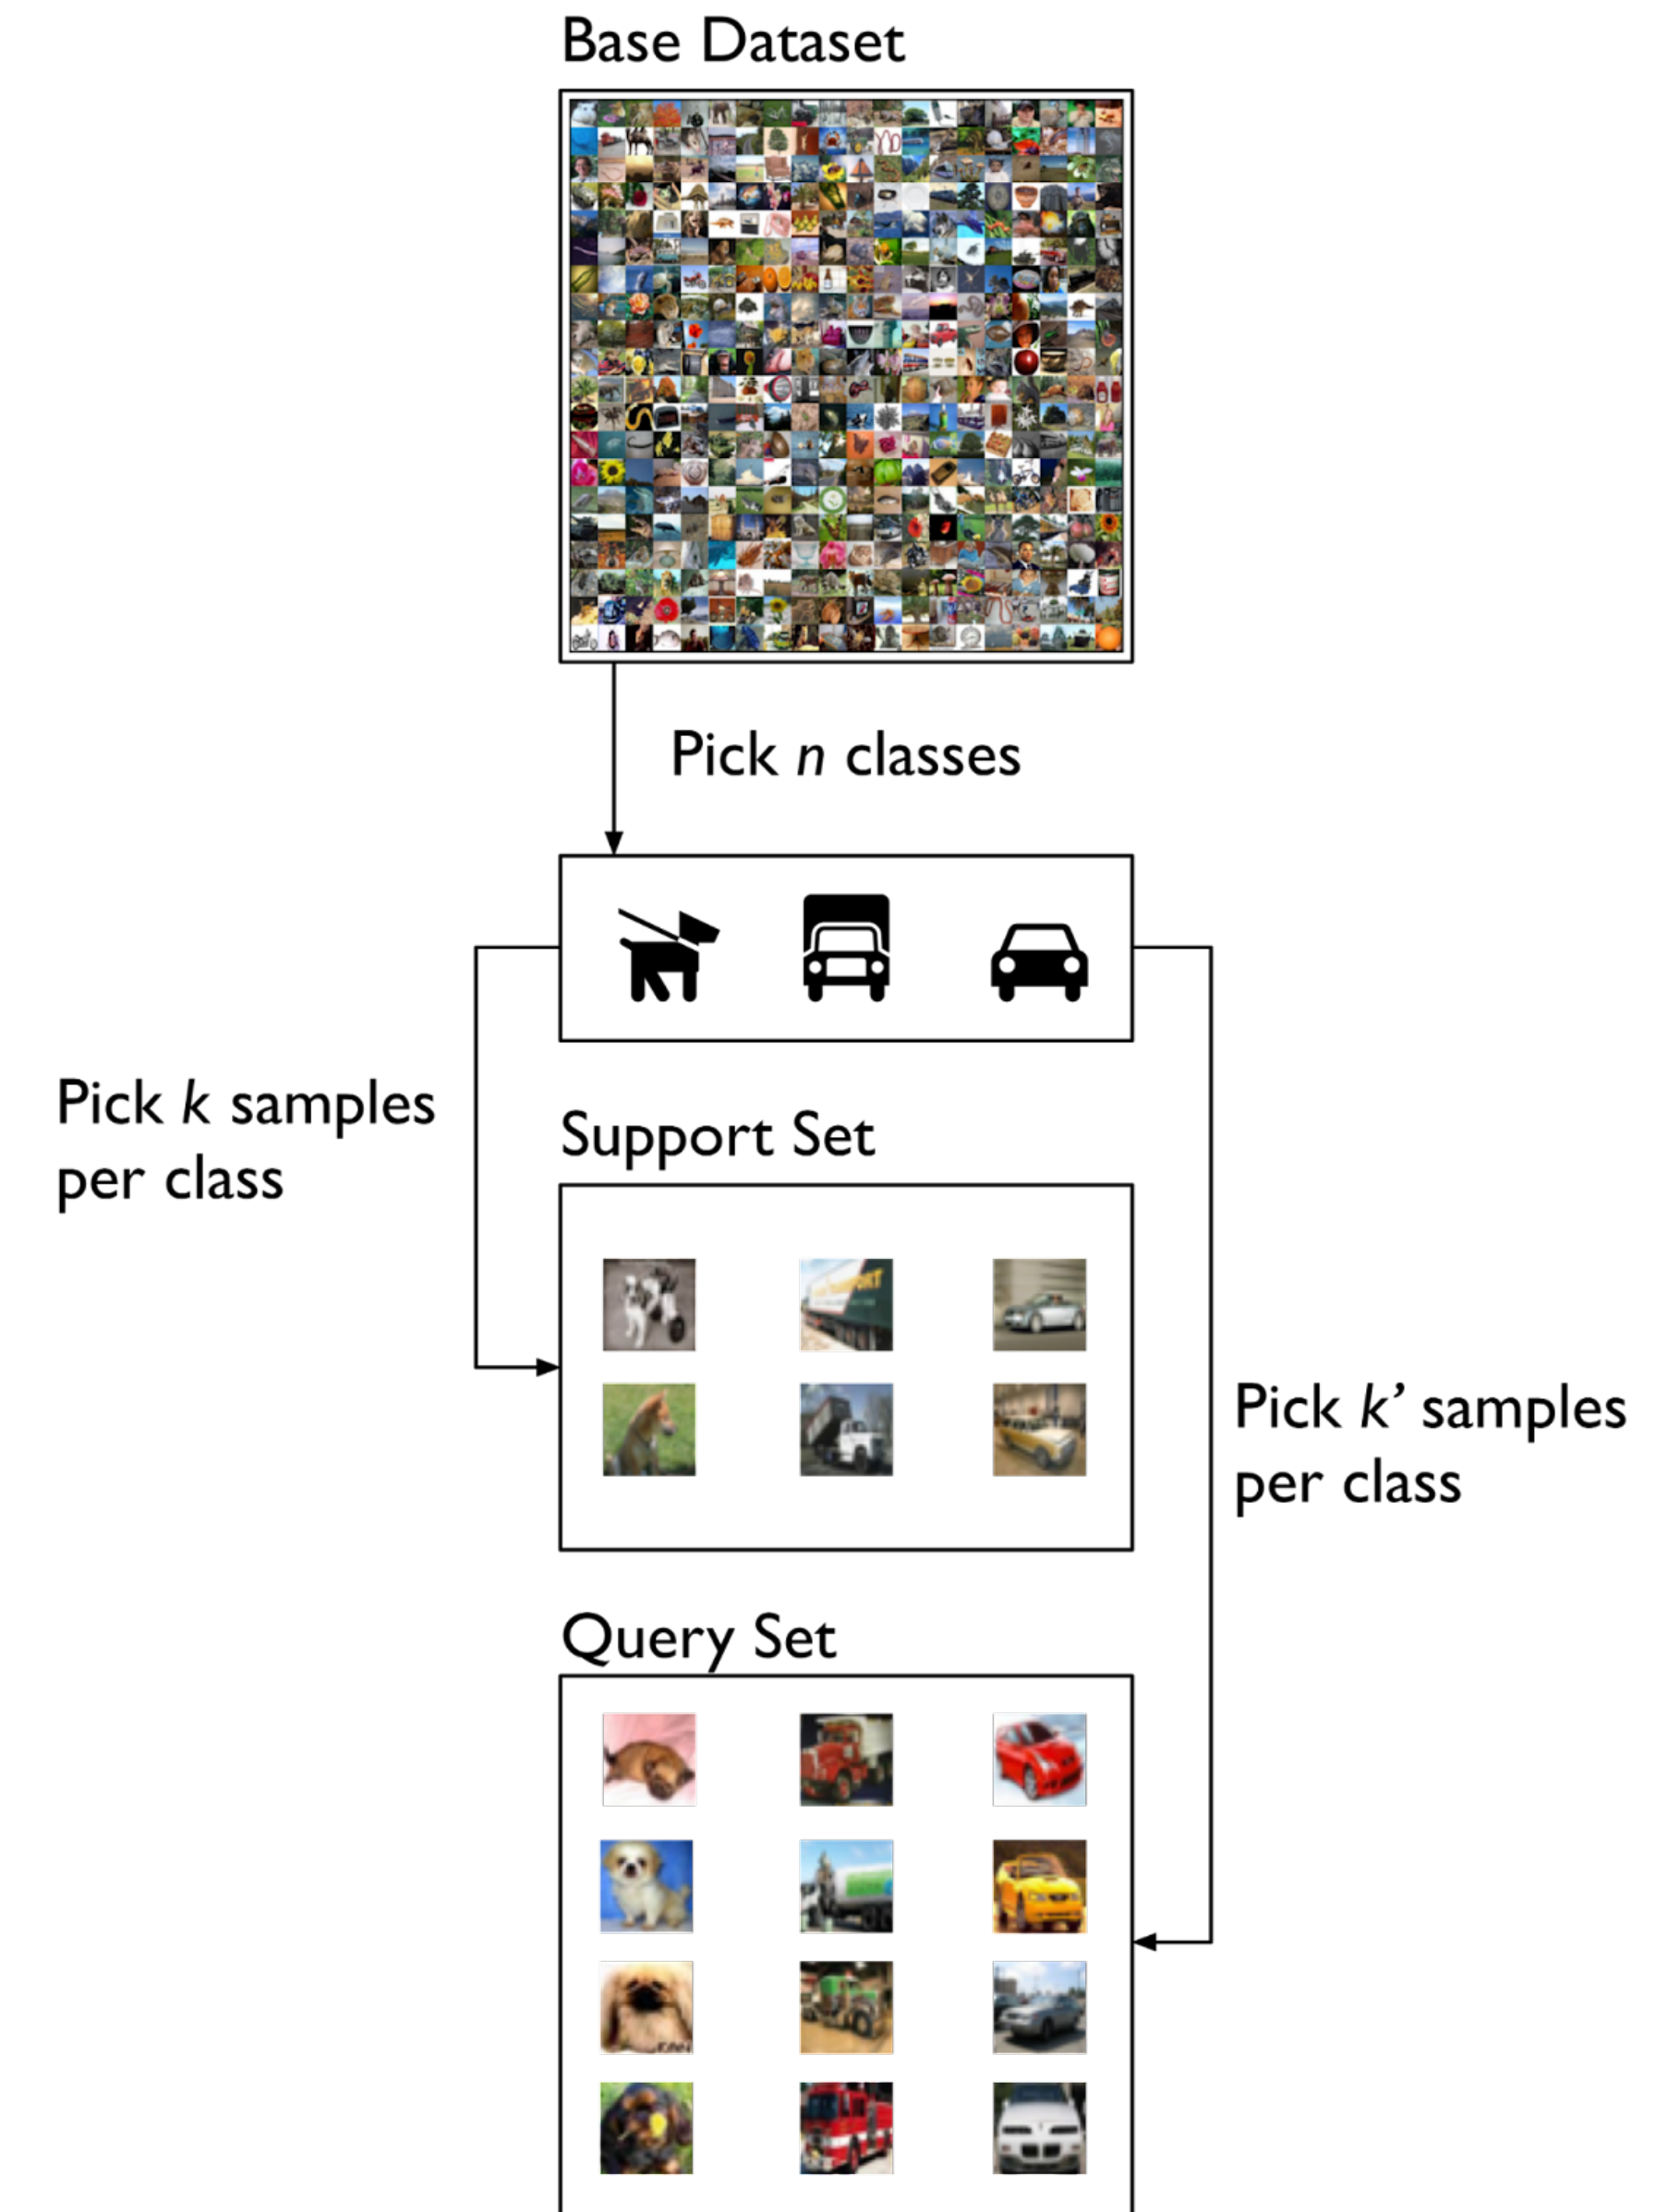 Base Dataset
Pick n classes
Pick k samples
per class
Support Set
Pick k’ samples
per class
Query Set